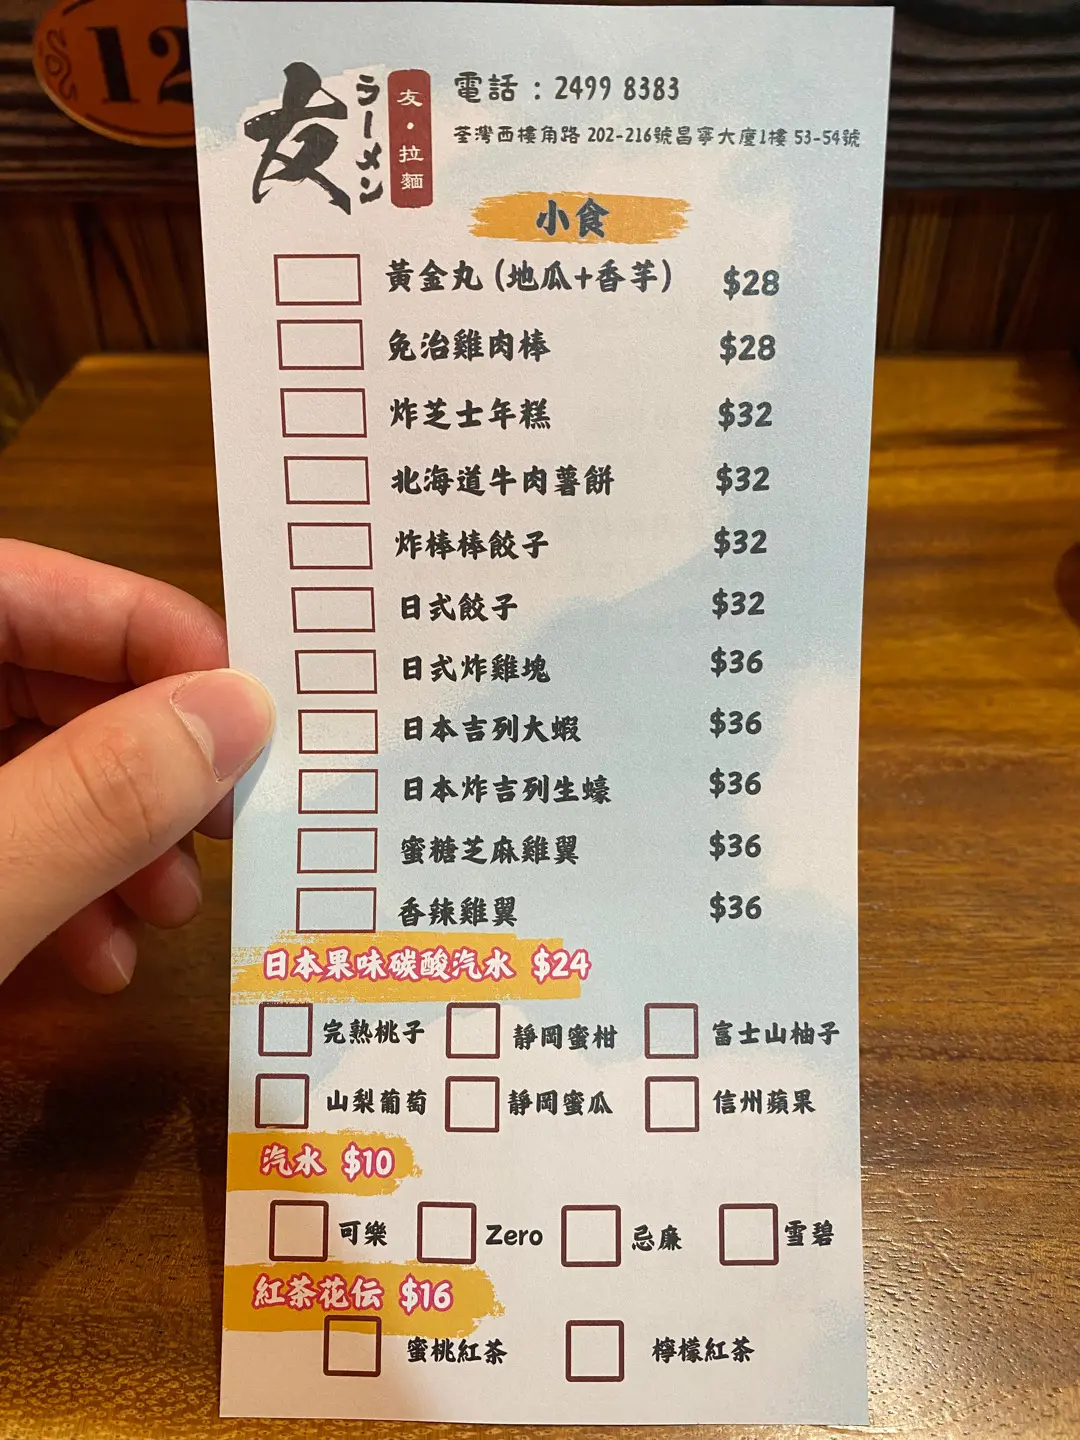 12
友
ラーメン
友・拉麵
電話：2499 8383
荃灣西樓角路 202-216號昌寧大廈1樓 53-54號
小食
黃金丸 (地瓜+香芋) $28
免治雞肉棒 $28
炸芝士年糕 $32
北海道牛肉薯餅 $32
炸棒棒餃子 $32
日式餃子 $32
日式炸雞塊 $36
日本吉列大蝦 $36
日本炸吉列生蠔 $36
蜜糖芝麻雞翼 $36
香辣雞翼 $36
日本果味碳酸汽水 $24
完熟桃子 靜岡蜜柑 富士山柚子
山梨葡萄 靜岡蜜瓜 信州蘋果
汽水 $10
可樂 Zero 忌廉 雪碧
紅茶花伝 $16
蜜桃紅茶 檸檬紅茶